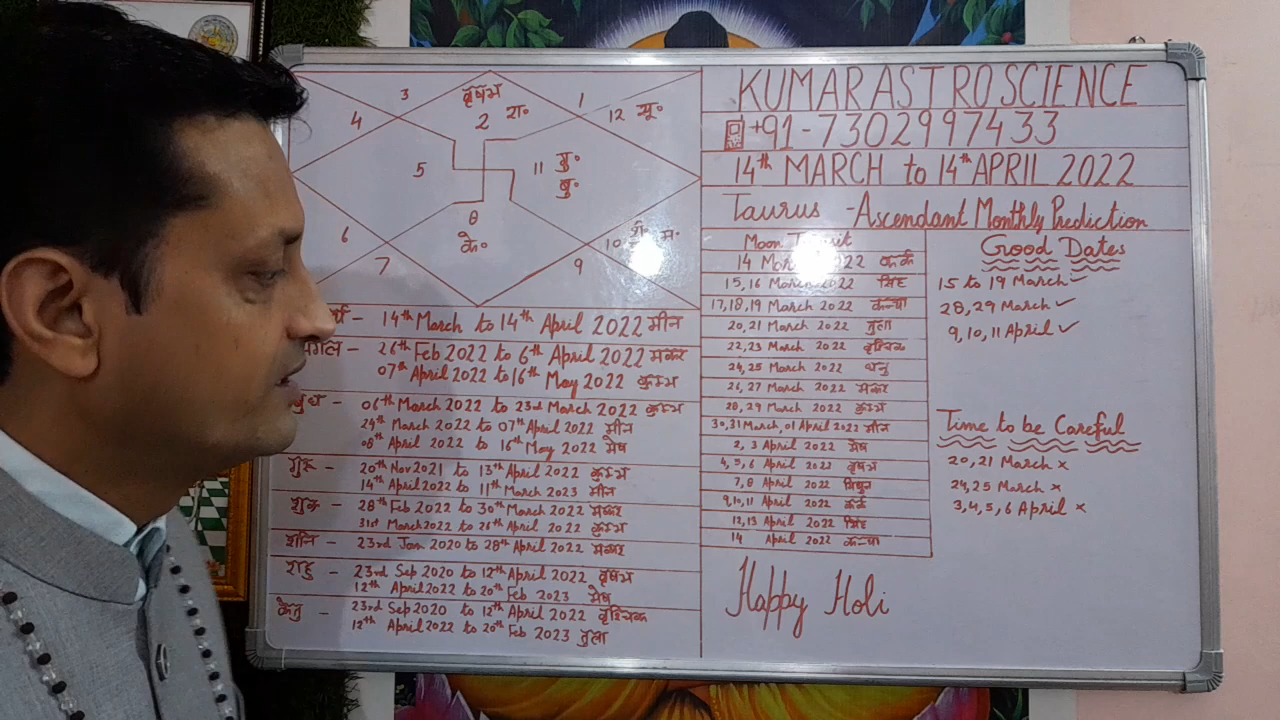 3
वृषभ
2 रा॰
1
12 सू॰
4
5
11 गु॰
बु॰
8
के॰
6
7
9
10 म॰
KUMAR ASTRO SCIENCE
+91-7302997433
14th MARCH to 14th APRIL 2022
Taurus - Ascendant Monthly Prediction
14th March to 14th April 2022 मीन
मंगल - 26th Feb 2022 to 6th April 2022 मकर
07th April 2022 to 16th May 2022 कुम्भ
बुध - 06th March 2022 to 23rd March 2022 कुम्भ
24th March 2022 to 07th April 2022 मीन
08th April 2022 to 16th May 2022 मेष
गुरू - 20th Nov 2021 to 13th April 2022 कुम्भ
14th April 2022 to 11th March 2023 मीन
शुक्र - 28th Feb 2022 to 30th March 2022 मकर
31st March 2022 to 26th April 2022 कुम्भ
शनि - 23rd Jan 2020 to 28th April 2022 मकर
राहु - 23rd Sep 2020 to 12th April 2022 वृषभ
12th April 2022 to 20th Feb 2023 मेष
केतु - 23rd Sep 2020 to 12th April 2022 वृश्चिक
12th April 2022 to 20th Feb 2023 तुला
Moon Transit
14 March 2022 कर्क
15, 16 March 2022 सिंह
17, 18, 19 March 2022 कन्या
20, 21 March 2022 तुला
22, 23 March 2022 वृश्चिक
24, 25 March 2022 धनु
26, 27 March 2022 मकर
28, 29 March 2022 कुम्भ
30, 31 March, 01 April 2022 मीन
2, 3 April 2022 मेष
4, 5, 6 April 2022 वृषभ
7, 8 April 2022 मिथुन
9, 10, 11 April 2022 कर्क
12, 13 April 2022 सिंह
14 April 2022 कन्या
Good Dates
15 to 19 March ✓
28, 29 March ✓
9, 10, 11 April ✓
Time to be Careful
20, 21 March ×
24, 25 March ×
3, 4, 5, 6 April ×
Happy Holi